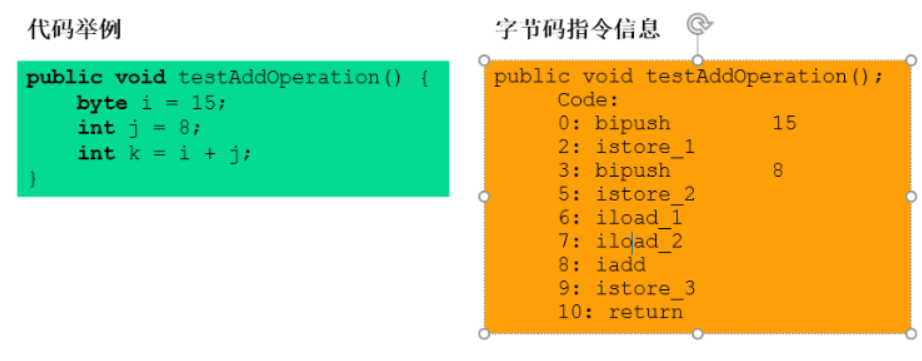 代码举例
public void testAddOperation() {
    byte i = 15;
    int j = 8;
    int k = i + j;
}
字节码指令信息
public void testAddOperation();
     Code:
     0: bipush        15
     2: istore_1
     3: bipush        8
     5: istore_2
     6: iload_1
     7: iload_2
     8: iadd
     9: istore_3
     10: return